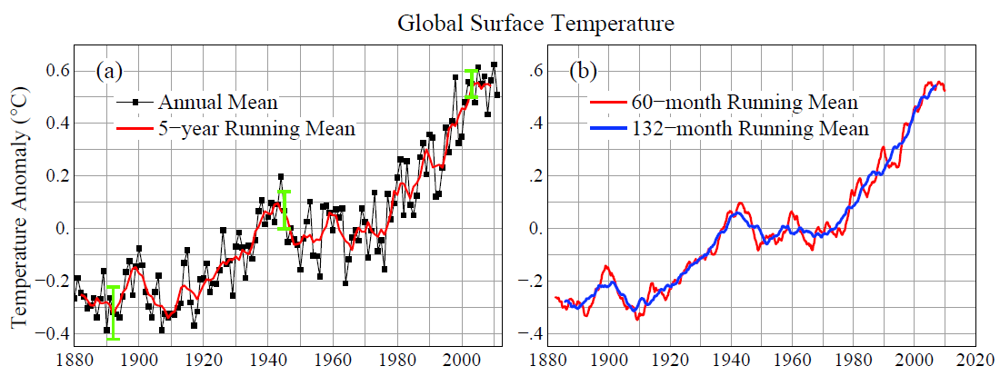 Global Surface Temperature
Temperature Anomaly (°C)
(a)
Annual Mean
5−year Running Mean
0.6
0.4
0.2
0.
−0.2
−0.4
1880 1900 1920 1940 1960 1980 2000
(b)
60−month Running Mean
132−month Running Mean
.6
.4
.2
0.
−.2
−.4
1880 1900 1920 1940 1960 1980 2000 2020